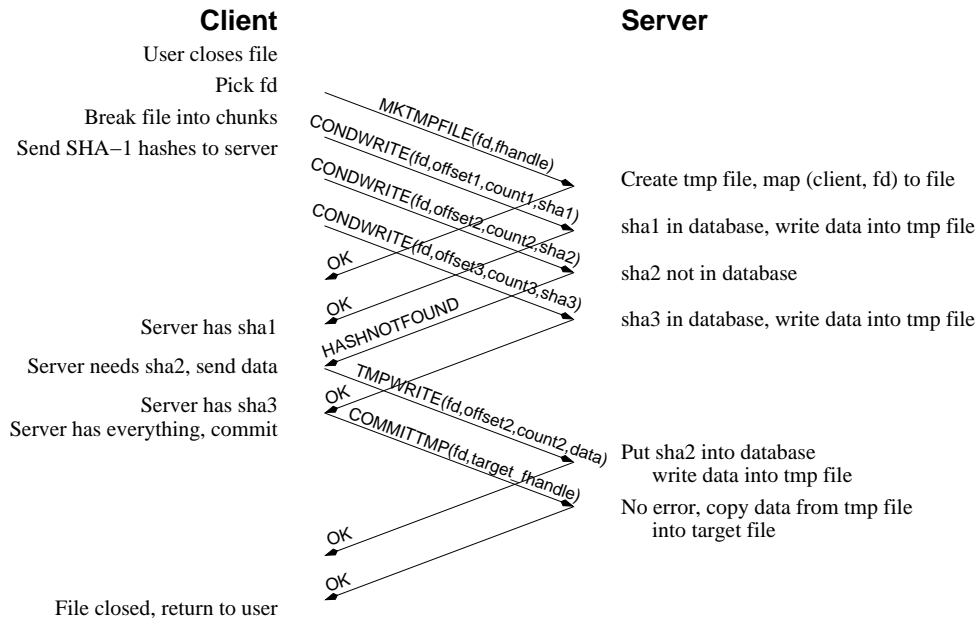 Client
Server
User closes file
Pick fd
Break file into chunks
Send SHA−1 hashes to server
MKTMPFILE(fd,fhandle)
CONDWRITE(fd,offset1,count1,sha1)
CONDWRITE(fd,offset2,count2,sha2)
CONDWRITE(fd,offset3,count3,sha3)
Create tmp file, map (client, fd) to file
sha1 in database, write data into tmp file
sha2 not in database
sha3 in database, write data into tmp file
OK
OK
HASHNOTFOUND
OK
Server has sha1
Server needs sha2, send data
Server has sha3
Server has everything, commit
TMPWRITE(fd,offset2,count2,data)
COMMITTMP(fd,target_fhandle)
Put sha2 into database
write data into tmp file
No error, copy data from tmp file
into target file
OK
OK
File closed, return to user